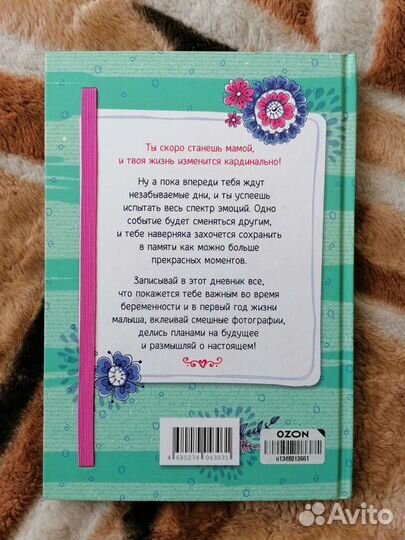 Ты скоро станешь мамой,
и твоя жизнь изменится кардинально!
Ну а пока впереди тебя ждут
незабываемые дни, и ты успеешь
испытать весь спектр эмоций. Одно
событие будет сменяться другим,
и тебе наверняка захочется сохранить
в памяти как можно больше
прекрасных моментов.
Записывай в этот дневник все,
что покажется тебе важным во время
беременности и в первый год жизни
малыша, вклеивай смешные фотографии,
делись планами на будущее
и размышляй о настоящем!
OZON
4 680274 043031
Avito